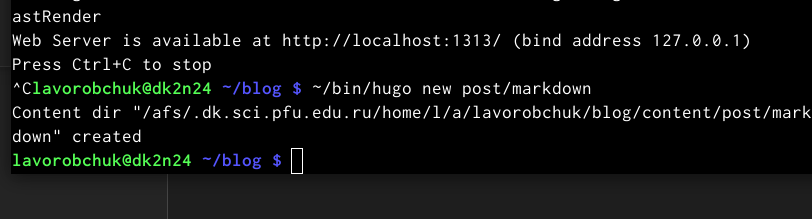 astRender
Web Server is available at http://localhost:1313/ (bind address 127.0.0.1)
Press Ctrl+C to stop
^Clavorobchuk@dk2n24 ~/blog $ ~/bin/hugo new post/markdown
Content dir "/afs/.dk.sci.pfu.edu.ru/home/l/a/lavorobchuk/blog/content/post/mark
down" created
lavorobchuk@dk2n24 ~/blog $